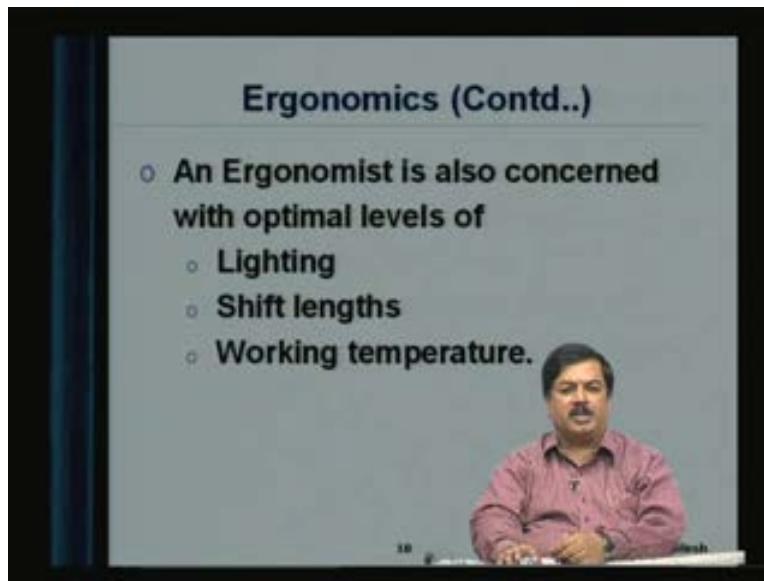 Ergonomics (Contd..)
o An Ergonomist is also concerned
with optimal levels of
o Lighting
o Shift lengths
o Working temperature.